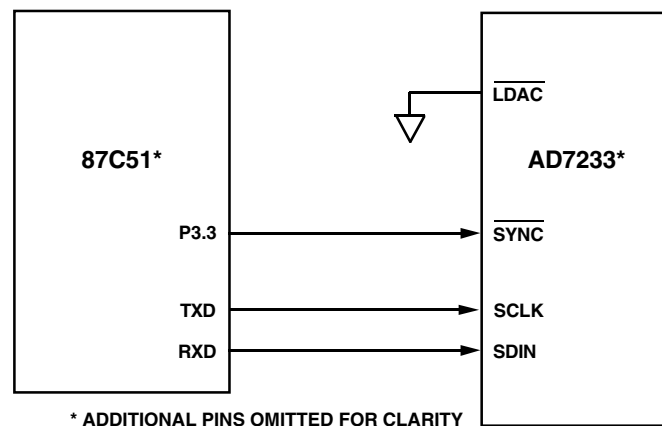 LDAC
87C51*
AD7233*
P3.3
SYNC
TXD
SCLK
RXD
SDIN
* ADDITIONAL PINS OMITTED FOR CLARITY